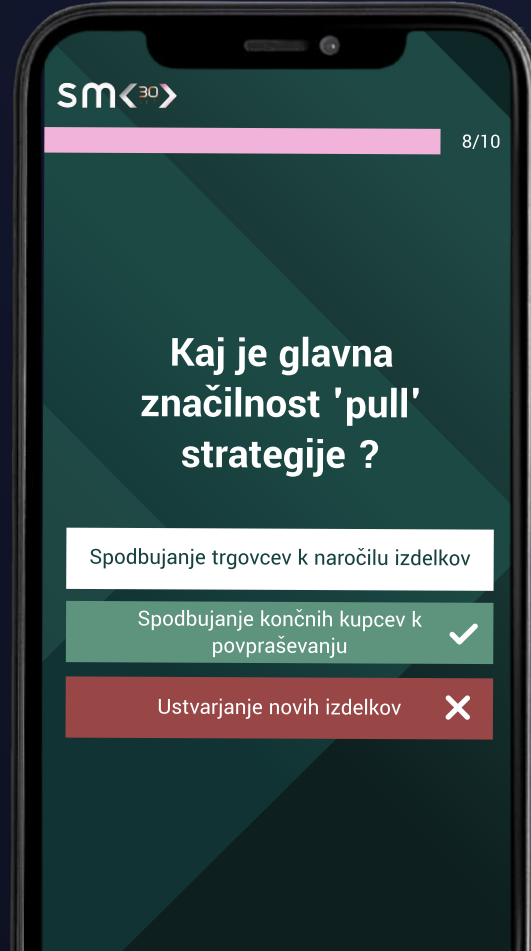 sm<30>
8/10
Kaj je glavna
značilnost 'pull'
strategije ?
Spodbujanje trgovcev k naročilu izdelkov
Spodbujanje končnih kupcev k
povpraševanju
Ustvarjanje novih izdelkov